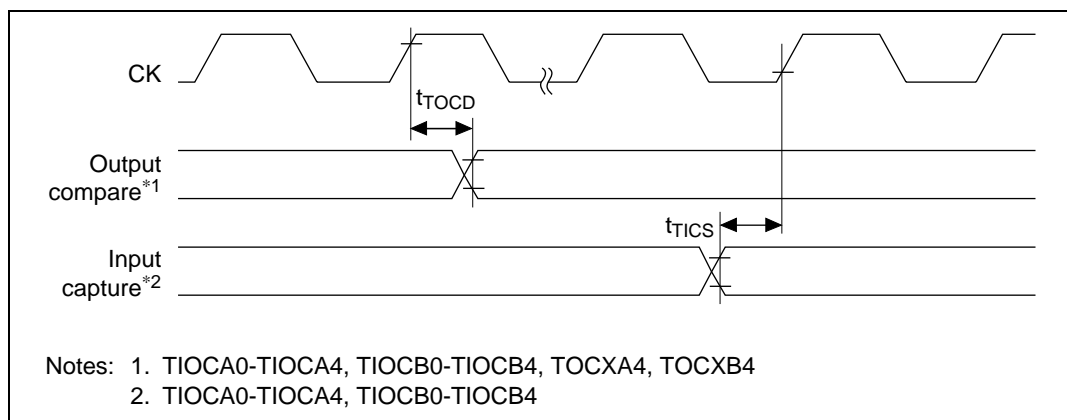 CK
tTOCD
Output
compare*1
tTICS
Input
capture*2
Notes: 1. TIOCA0-TIOCA4, TIOCB0-TIOCB4, TOCXA4, TOCXB4
2. TIOCA0-TIOCA4, TIOCB0-TIOCB4